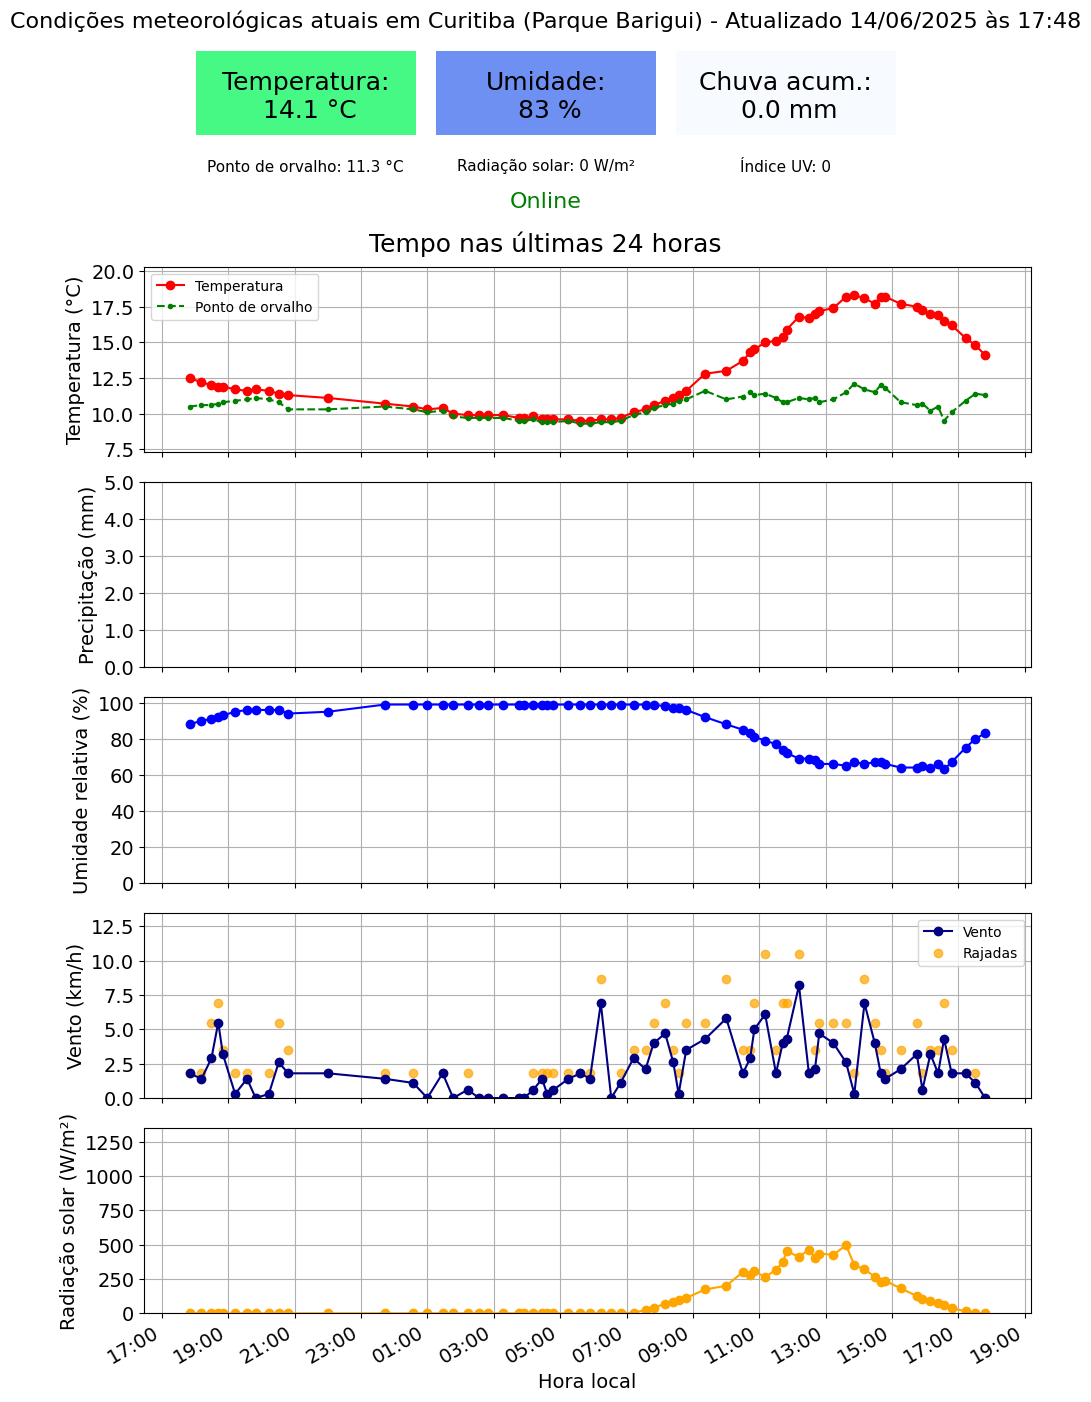 Condições meteorológicas atuais em Curitiba (Parque Barigui) - Atualizado 14/06/2025 às 17:48
Temperatura:
14.1 °C
Umidade:
83 %
Chuva acum.:
0.0 mm
Ponto de orvalho: 11.3 °C
Radiação solar: 0 W/m²
Índice UV: 0
Online
Tempo nas últimas 24 horas
Temperatura (°C)
20.0
17.5
15.0
12.5
10.0
7.5
Temperatura
Ponto de orvalho
Precipitação (mm)
5.0
4.0
3.0
2.0
1.0
0.0
Umidade relativa (%)
100
80
60
40
20
0
Vento (km/h)
12.5
10.0
7.5
5.0
2.5
0.0
Vento
Rajadas
Radiação solar (W/m²)
1250
1000
750
500
250
0
17:00
19:00
21:00
23:00
01:00
03:00
05:00
07:00
09:00
11:00
13:00
15:00
17:00
19:00
Hora local